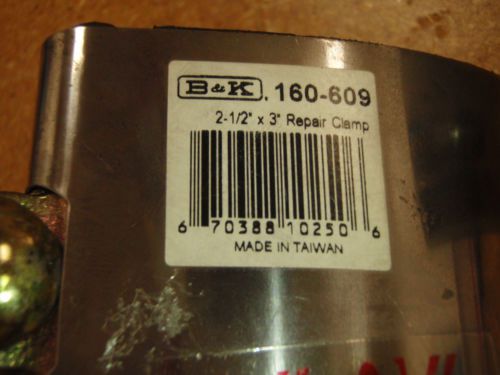 B&K. 160-609
2-1/2" x 3" Repair Clamp
6 70388 10250 6
MADE IN TAIWAN